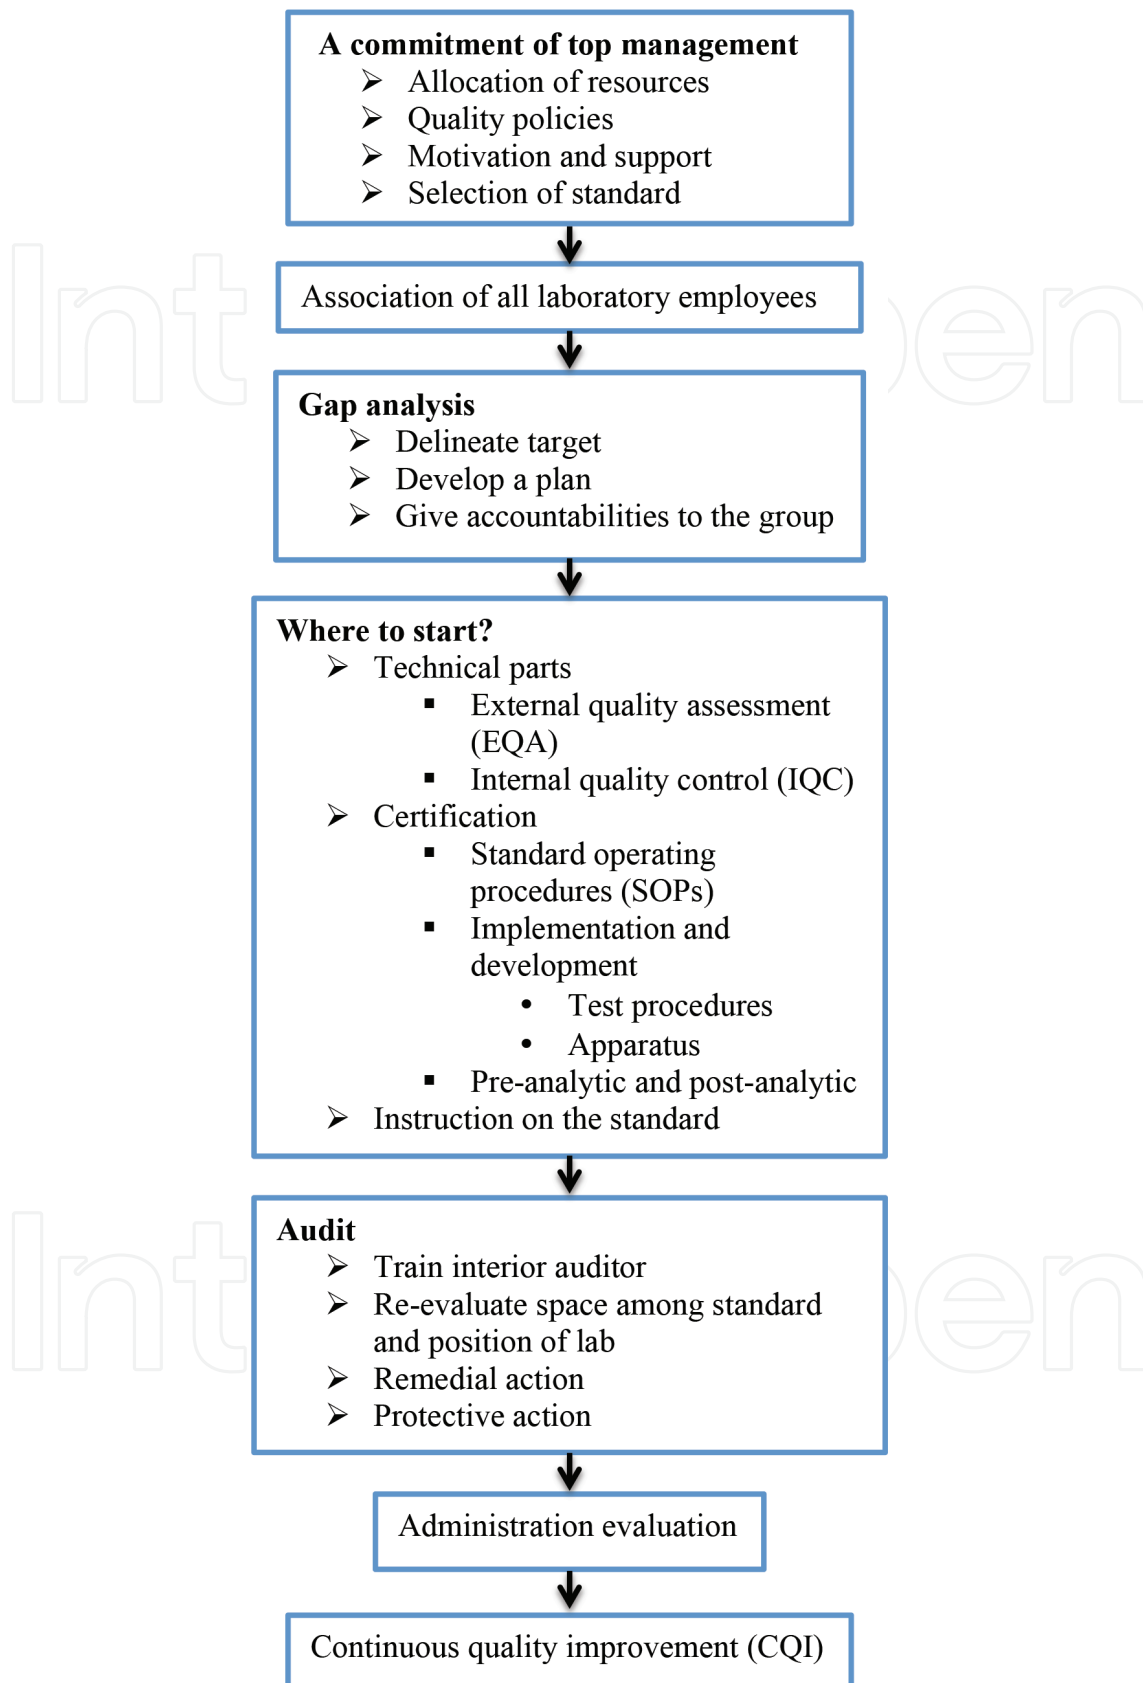 A commitment of top management
➢ Allocation of resources
➢ Quality policies
➢ Motivation and support
➢ Selection of standard
Association of all laboratory employees
Gap analysis
➢ Delineate target
➢ Develop a plan
➢ Give accountabilities to the group
Where to start?
➢ Technical parts
▪ External quality assessment
(EQA)
▪ Internal quality control (IQC)
➢ Certification
▪ Standard operating
procedures (SOPs)
▪ Implementation and
development
• Test procedures
• Apparatus
▪ Pre-analytic and post-analytic
➢ Instruction on the standard
Audit
➢ Train interior auditor
➢ Re-evaluate space among standard
and position of lab
➢ Remedial action
➢ Protective action
Administration evaluation
Continuous quality improvement (CQI)